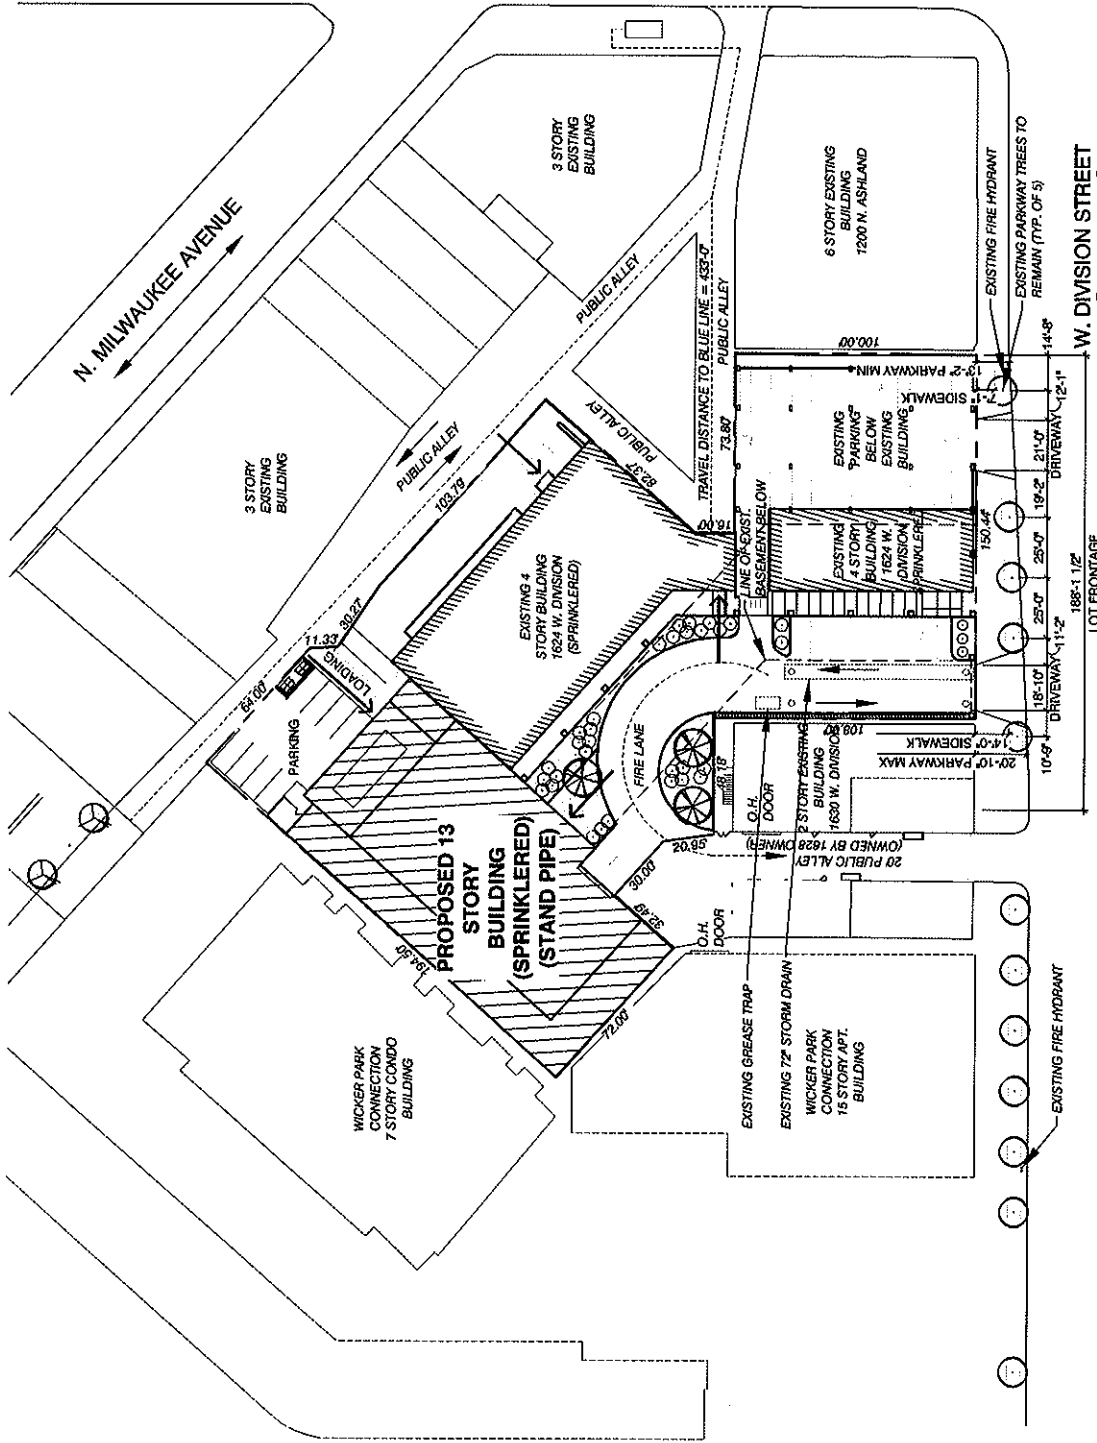 N. MILWAUKEE AVENUE
3 STORY
EXISTING
BUILDING
3 STORY
EXISTING
BUILDING
PUBLIC ALLEY
PUBLIC ALLEY
PUBLIC ALLEY
PUBLIC ALLEY
TRAVEL DISTANCE TO BLUE LINE = 433'-0"
6 STORY EXISTING
BUILDING
1200 N. ASHLAND
103.79'
30.27'
11.33'
64.00'
LOADING
PARKING
82.37'
16.00'
73.80'
100.00'
EXISTING 4
STORY BUILDING
1624 W. DIVISION
(SPRINKLERED)
LINE OF EXIST.
BASEMENT BELOW
EXISTING
PARKING
BELOW
EXISTING
BUILDING
EXISTING
4 STORY
BUILDING
1624 W.
DIVISION
SPRINKLERE
150.44'
PROPOSED 13
STORY
BUILDING
(SPRINKLERED)
(STAND PIPE)
194.50'
72.00'
32.49'
30.00'
20.95'
48.18'
109.60'
FIRE LANE
O.H.
DOOR
O.H.
DOOR
2 STORY EXISTING
BUILDING
1630 W. DIVISION
20' PUBLIC ALLEY
(OWNED BY 1628 OWNER)
WICKER PARK
CONNECTION
7 STORY CONDO
BUILDING
EXISTING GREASE TRAP
EXISTING 72" STORM DRAIN
WICKER PARK
CONNECTION
15 STORY APT.
BUILDING
13'-2" PARKWAY MIN
SIDEWALK
14'-0" SIDEWALK
20'-10" PARKWAY MAX
EXISTING FIRE HYDRANT
EXISTING PARKWAY TREES TO
REMAIN (TYP. OF 5)
14'-8"
12'-1"
21'-0"
DRIVEWAY
19'-2"
25'-0"
25'-0"
11'-2"
18'-10"
DRIVEWAY
10'-9"
188'-1 1/2"
LOT FRONTAGE
W. DIVISION STREET
EXISTING FIRE HYDRANT